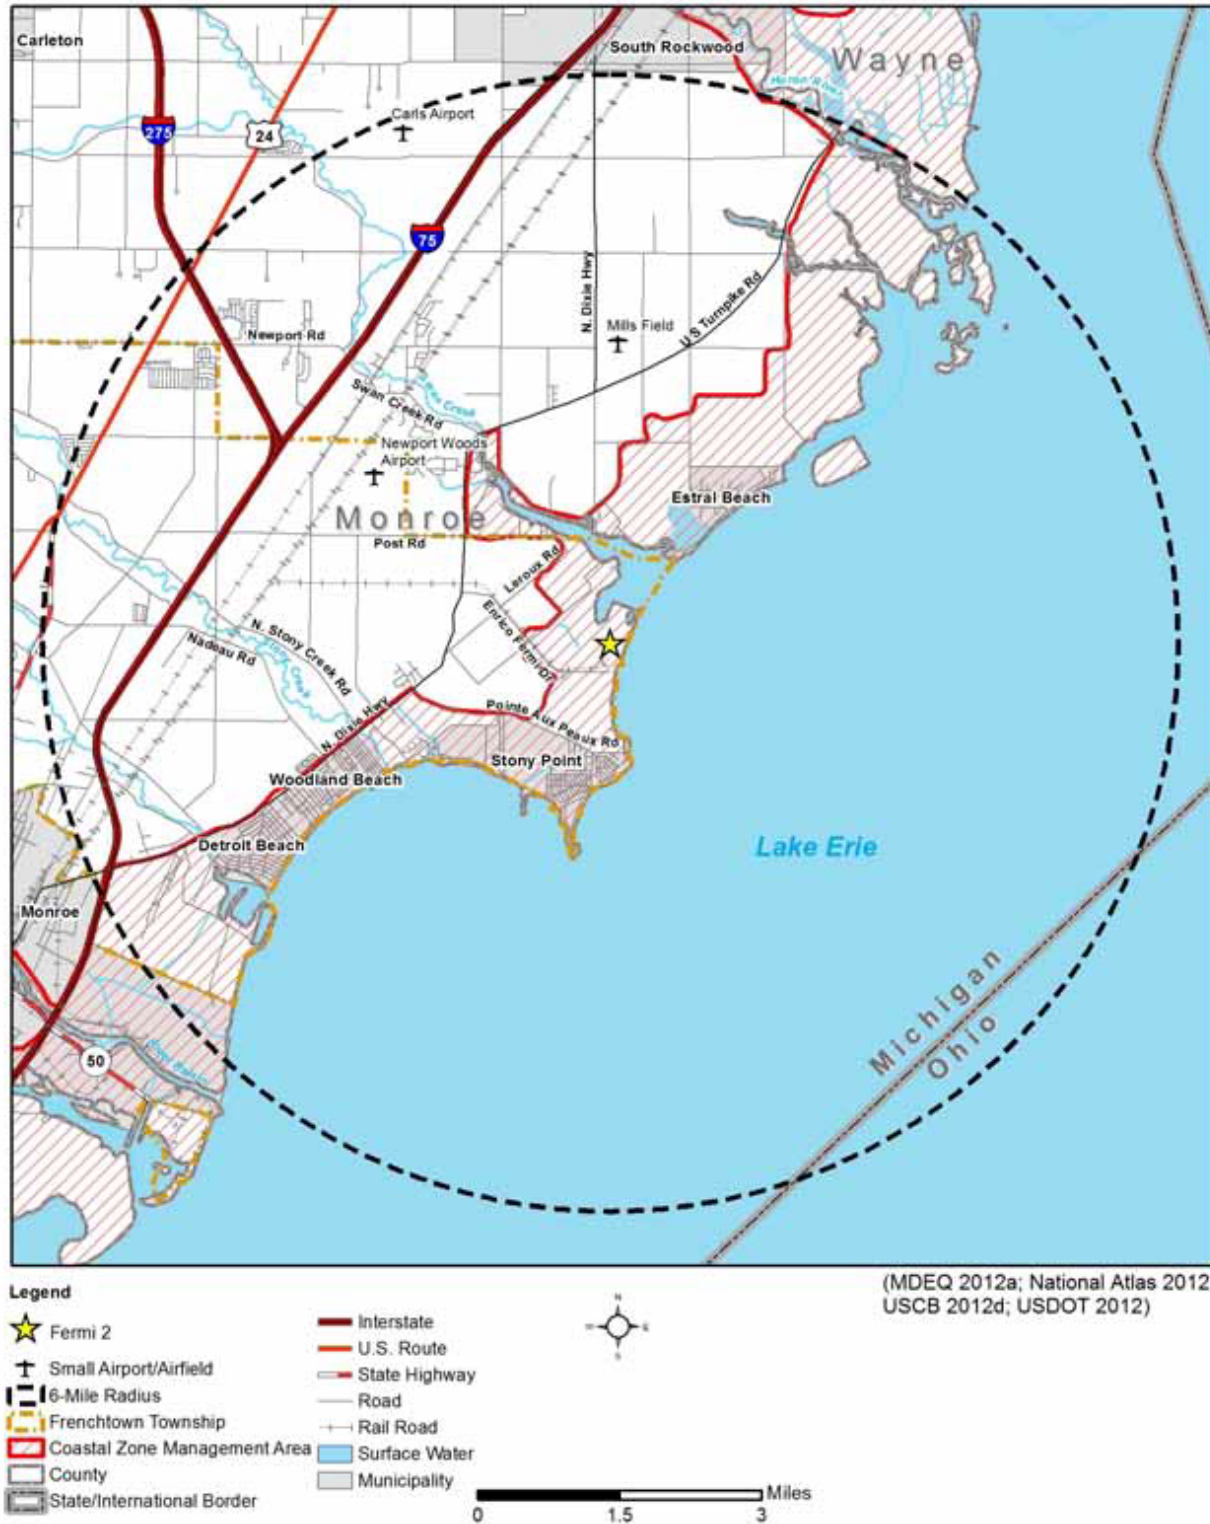 Carleton
South Rockwood
Wayne
Huron River
Carls Airport
275
24
75
N. Dixie Hwy
US Turnpike Rd
Mills Field
Newport Rd
Swan Creek Rd
Creek
Newport Woods
Airport
Monroe
Estral Beach
Post Rd
Leroux Rd
Enrico Fermi Dr
N. Stony Creek Rd
Stony Creek
Nadeau Rd
N. Dixie Hwy
Pointe Aux Peaux Rd
Stony Point
Woodland Beach
Detroit Beach
Lake Erie
Monroe
Michigan
Ohio
50
(MDEQ 2012a; National Atlas 2012
USCB 2012d; USDOT 2012)
Legend
Fermi 2
Small Airport/Airfield
6-Mile Radius
Frenchtown Township
Coastal Zone Management Area
County
State/International Border
Interstate
U.S. Route
State Highway
Road
Rail Road
Surface Water
Municipality
N
E
S
Miles
0 1.5 3